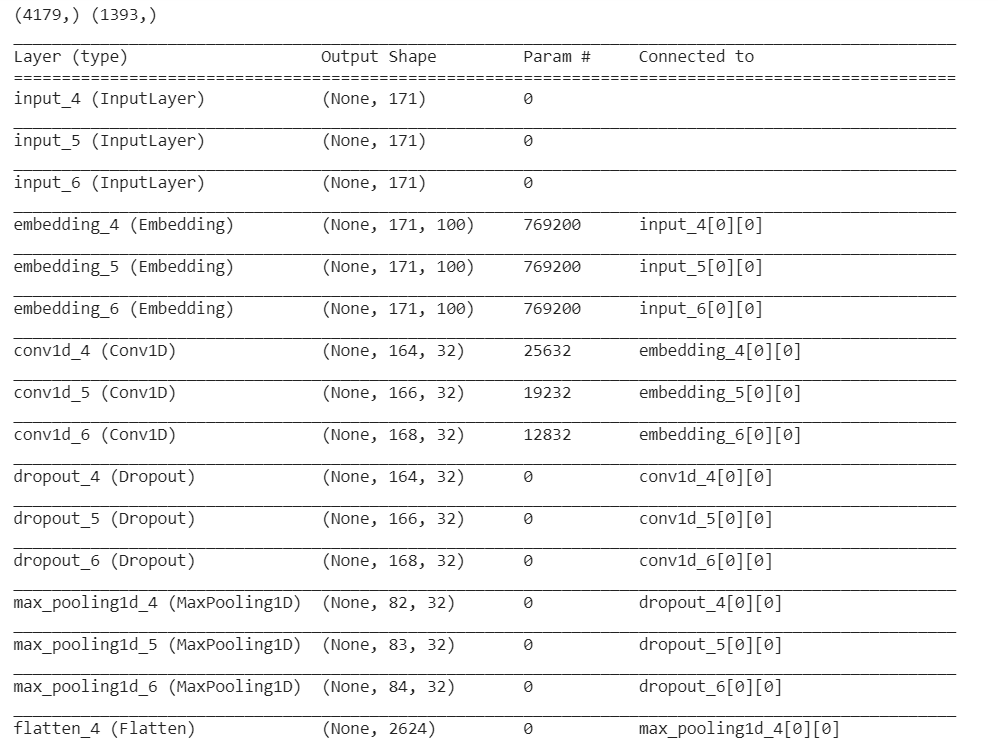 (4179,) (1393,)
Layer (type) Output Shape Param # Connected to
input_4 (InputLayer) (None, 171) 0
input_5 (InputLayer) (None, 171) 0
input_6 (InputLayer) (None, 171) 0
embedding_4 (Embedding) (None, 171, 100) 769200 input_4[0][0]
embedding_5 (Embedding) (None, 171, 100) 769200 input_5[0][0]
embedding_6 (Embedding) (None, 171, 100) 769200 input_6[0][0]
conv1d_4 (Conv1D) (None, 164, 32) 25632 embedding_4[0][0]
conv1d_5 (Conv1D) (None, 166, 32) 19232 embedding_5[0][0]
conv1d_6 (Conv1D) (None, 168, 32) 12832 embedding_6[0][0]
dropout_4 (Dropout) (None, 164, 32) 0 conv1d_4[0][0]
dropout_5 (Dropout) (None, 166, 32) 0 conv1d_5[0][0]
dropout_6 (Dropout) (None, 168, 32) 0 conv1d_6[0][0]
max_pooling1d_4 (MaxPooling1D) (None, 82, 32) 0 dropout_4[0][0]
max_pooling1d_5 (MaxPooling1D) (None, 83, 32) 0 dropout_5[0][0]
max_pooling1d_6 (MaxPooling1D) (None, 84, 32) 0 dropout_6[0][0]
flatten_4 (Flatten) (None, 2624) 0 max_pooling1d_4[0][0]